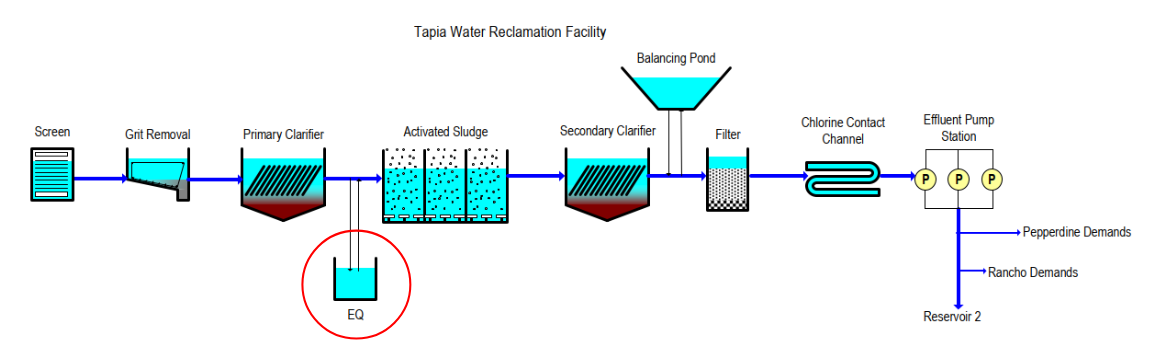 Tapia Water Reclamation Facility
Balancing Pond
Screen
Grit Removal
Primary Clarifier
Activated Sludge
Secondary Clarifier
Filter
Chlorine Contact
Channel
Effluent Pump
Station
P P P
Pepperdine Demands
Rancho Demands
EQ
Reservoir 2